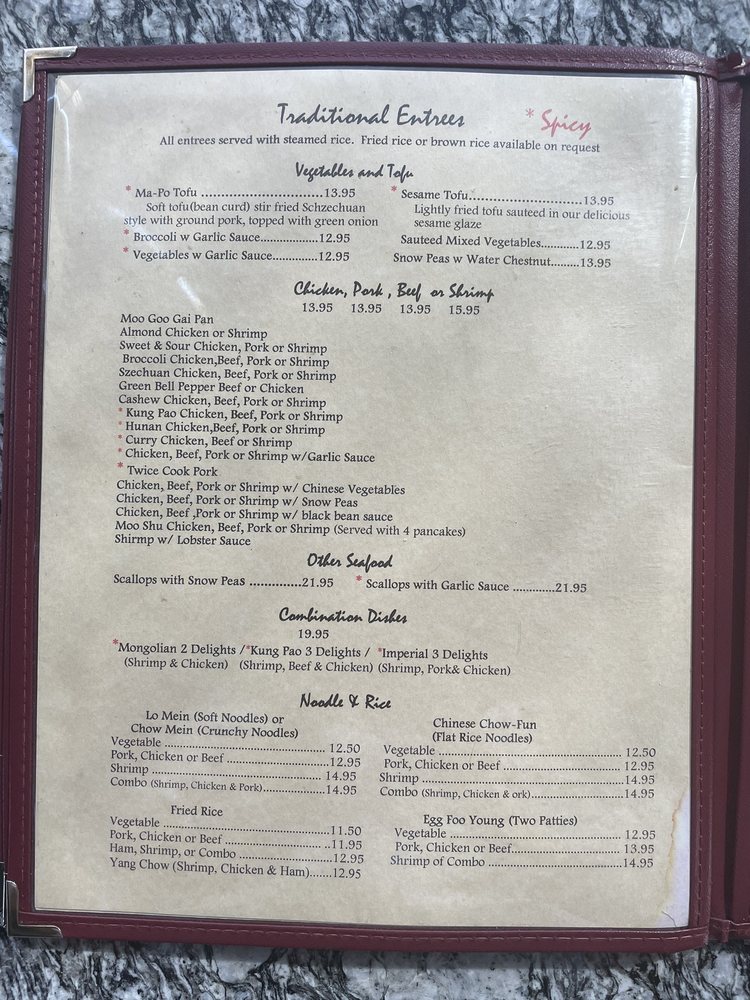 Traditional Entrees * Spicy
All entrees served with steamed rice. Fried rice or brown rice available on request
Vegetables and Tofu
* Ma-Po Tofu ..............................13.95
Soft tofu(bean curd) stir fried Schzechuan
style with ground pork, topped with green onion
* Broccoli w Garlic Sauce..................12.95
* Vegetables w Garlic Sauce..............12.95
* Sesame Tofu..............................13.95
Lightly fried tofu sauteed in our delicious
sesame glaze
Sauteed Mixed Vegetables............12.95
Snow Peas w Water Chestnut.........13.95
Chicken, Pork , Beef or Shrimp
13.95 13.95 13.95 15.95
Moo Goo Gai Pan
Almond Chicken or Shrimp
Sweet & Sour Chicken, Pork or Shrimp
Broccoli Chicken,Beef, Pork or Shrimp
Szechuan Chicken, Beef, Pork or Shrimp
Green Bell Pepper Beef or Chicken
Cashew Chicken, Beef, Pork or Shrimp
* Kung Pao Chicken, Beef, Pork or Shrimp
* Hunan Chicken,Beef, Pork or Shrimp
* Curry Chicken, Beef or Shrimp
* Chicken, Beef, Pork or Shrimp w/Garlic Sauce
* Twice Cook Pork
Chicken, Beef, Pork or Shrimp w/ Chinese Vegetables
Chicken, Beef, Pork or Shrimp w/ Snow Peas
Chicken, Beef ,Pork or Shrimp w/ black bean sauce
Moo Shu Chicken, Beef, Pork or Shrimp (Served with 4 pancakes)
Shirmp w/ Lobster Sauce
Other Seafood
Scallops with Snow Peas ..............21.95 * Scallops with Garlic Sauce .............21.95
Combination Dishes
19.95
*Mongolian 2 Delights /*Kung Pao 3 Delights / *Imperial 3 Delights
(Shrimp & Chicken) (Shrimp, Beef & Chicken) (Shrimp, Pork& Chicken)
Noodle & Rice
Lo Mein (Soft Noodles) or
Chow Mein (Crunchy Noodles)
Vegetable .................................................. 12.50
Pork, Chicken or Beef ................................12.95
Shrimp ..................................................... 14.95
Combo (Shrimp, Chicken & Pork)...................14.95
Chinese Chow-Fun
(Flat Rice Noodles)
Vegetable .................................................. 12.50
Pork, Chicken or Beef ................................ 12.95
Shrimp ......................................................14.95
Combo (Shrimp, Chicken & ork)......................14.95
Fried Rice
Vegetable ...................................................11.50
Pork, Chicken or Beef ............................. ..11.95
Ham, Shrimp, or Combo .............................12.95
Yang Chow (Shrimp, Chicken & Ham).......12.95
Egg Foo Young (Two Patties)
Vegetable ................................................ 12.95
Pork, Chicken or Beef.............................. 13.95
Shrimp of Combo .....................................14.95